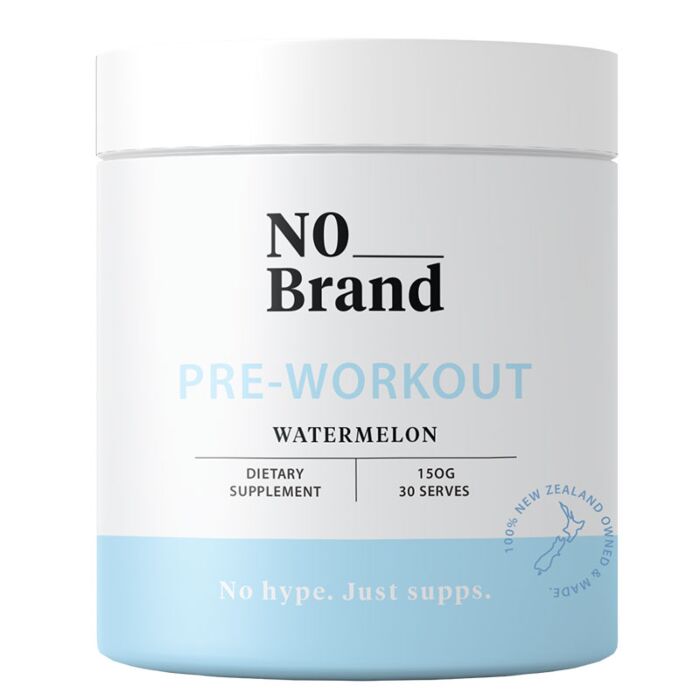 NO
Brand
PRE-WORKOUT
WATERMELON
DIETARY
SUPPLEMENT
150G
30 SERVES
100% NEW ZEALAND OWNED & MADE.
No hype. Just supps.